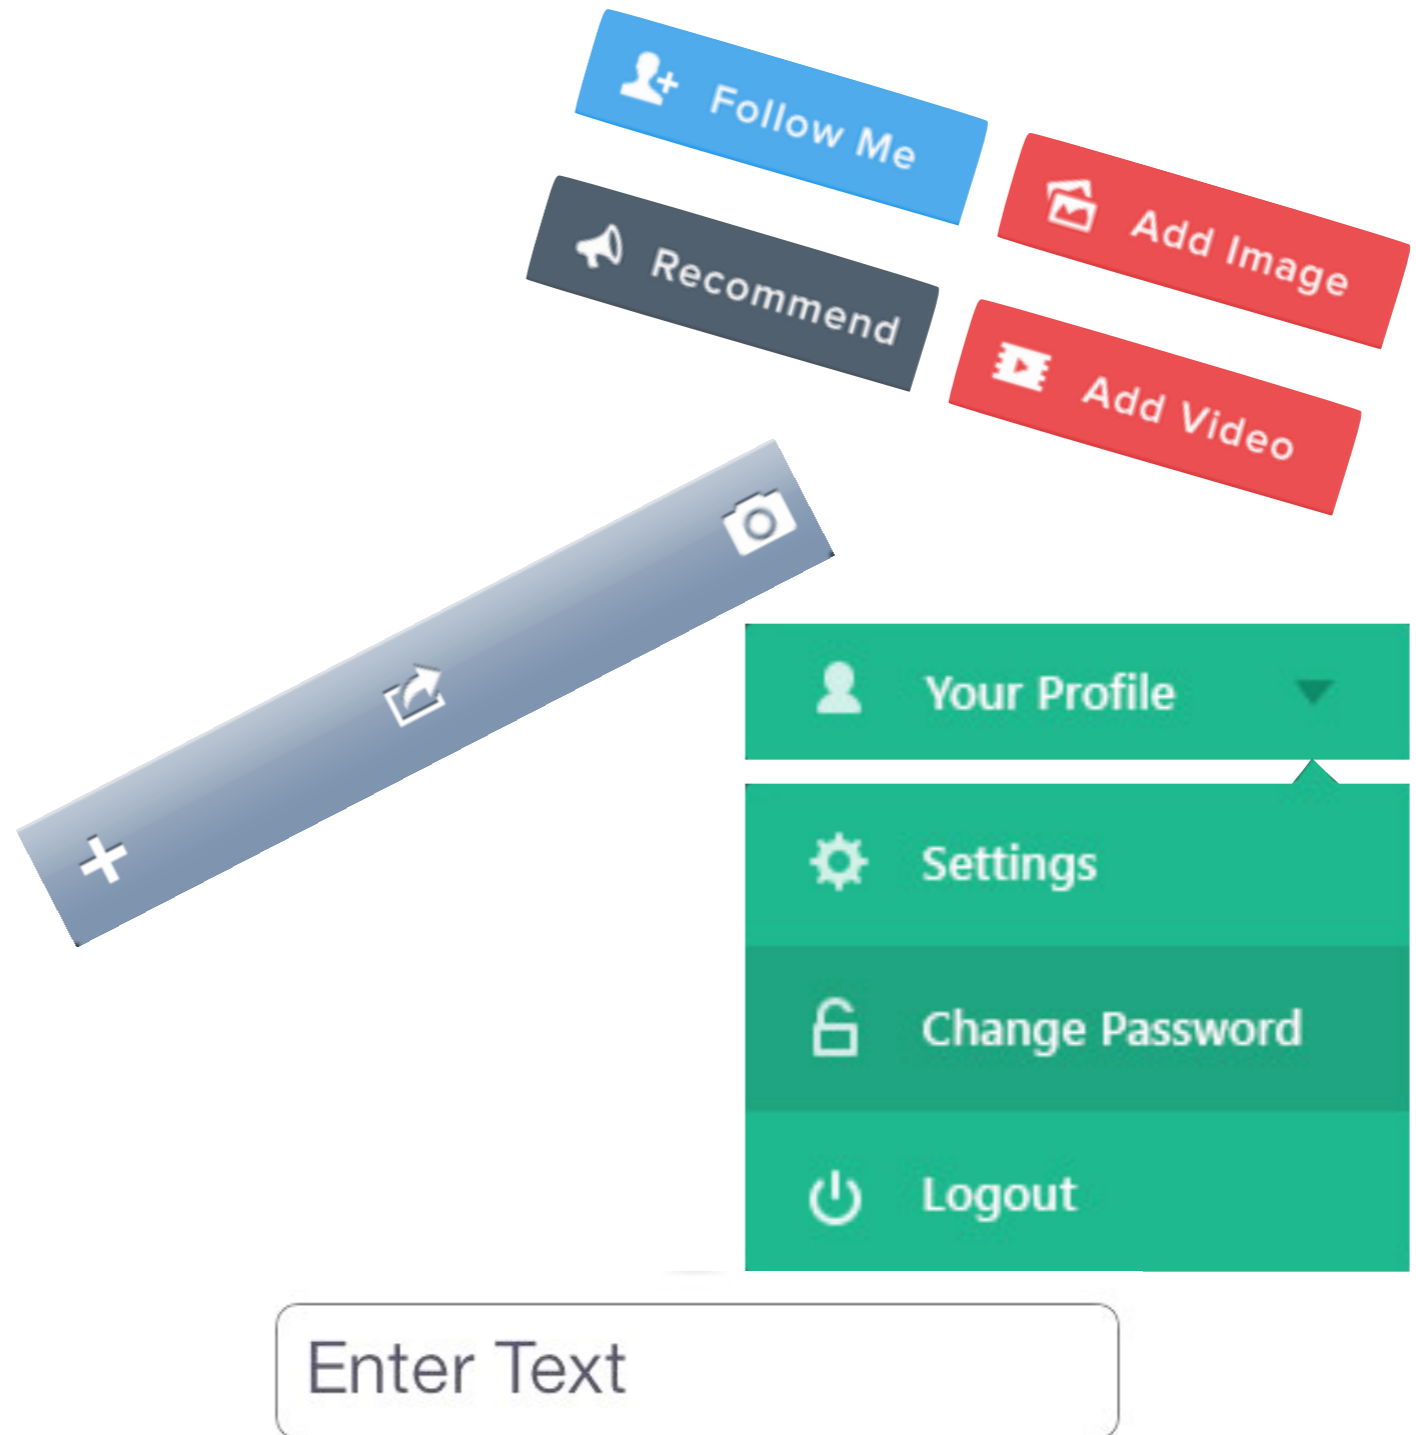 Follow Me
Add Image
Recommend
Add Video
Your Profile
Settings
Change Password
Logout
Enter Text